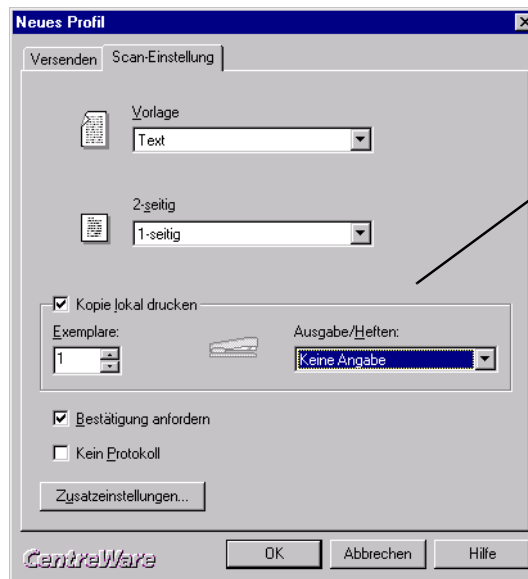 Neues Profil
Versenden Scan-Einstellung
Vorlage
Text
2-seitig
1-seitig
Kopie lokal drucken
Exemplare: Ausgabe/Heften:
1 Keine Angabe
Bestätigung anfordern
Kein Protokoll
Zusatzeinstellungen...
CentreWare OK Abbrechen Hilfe